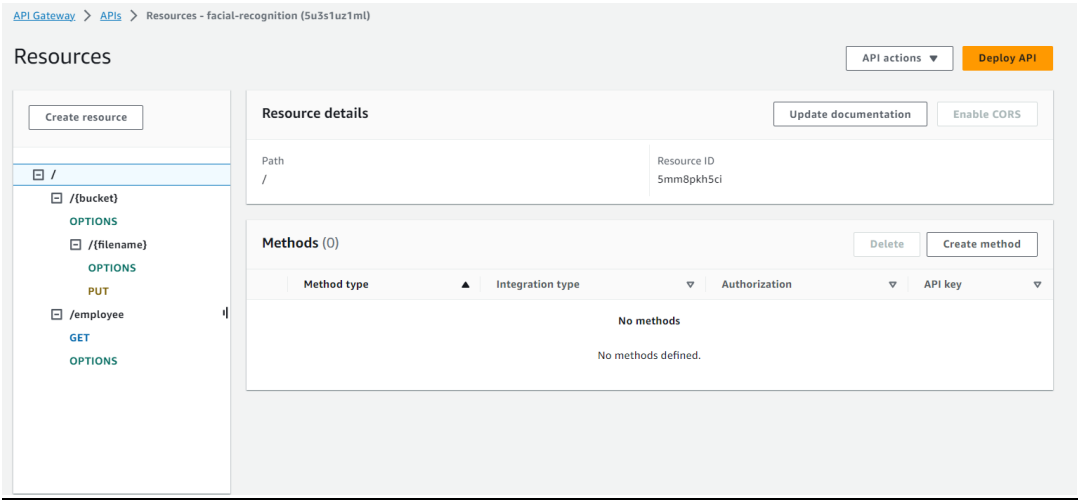 API Gateway > APIs > Resources - facial-recognition (5u3s1uz1ml)
Resources
API actions ▼
Deploy API
Create resource
/
/{bucket}
OPTIONS
/{filename}
OPTIONS
PUT
/employee
GET
OPTIONS
Resource details
Update documentation
Enable CORS
Path
/
Resource ID
5mm8pkh5ci
Methods (0)
Delete
Create method
Method type ▲ Integration type ▽ Authorization ▽ API key ▽
No methods
No methods defined.